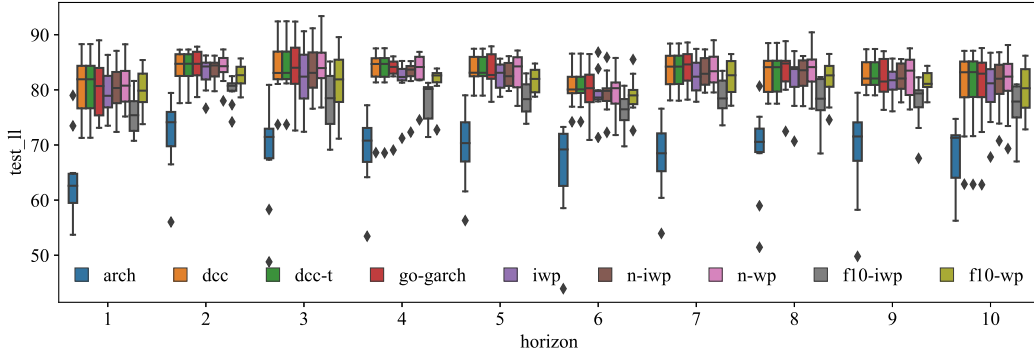 90
80
70
60
50
test_ll
arch dcc dcc-t go-garch iwp n-iwp n-wp f10-iwp f10-wp
1 2 3 4 5 6 7 8 9 10
horizon